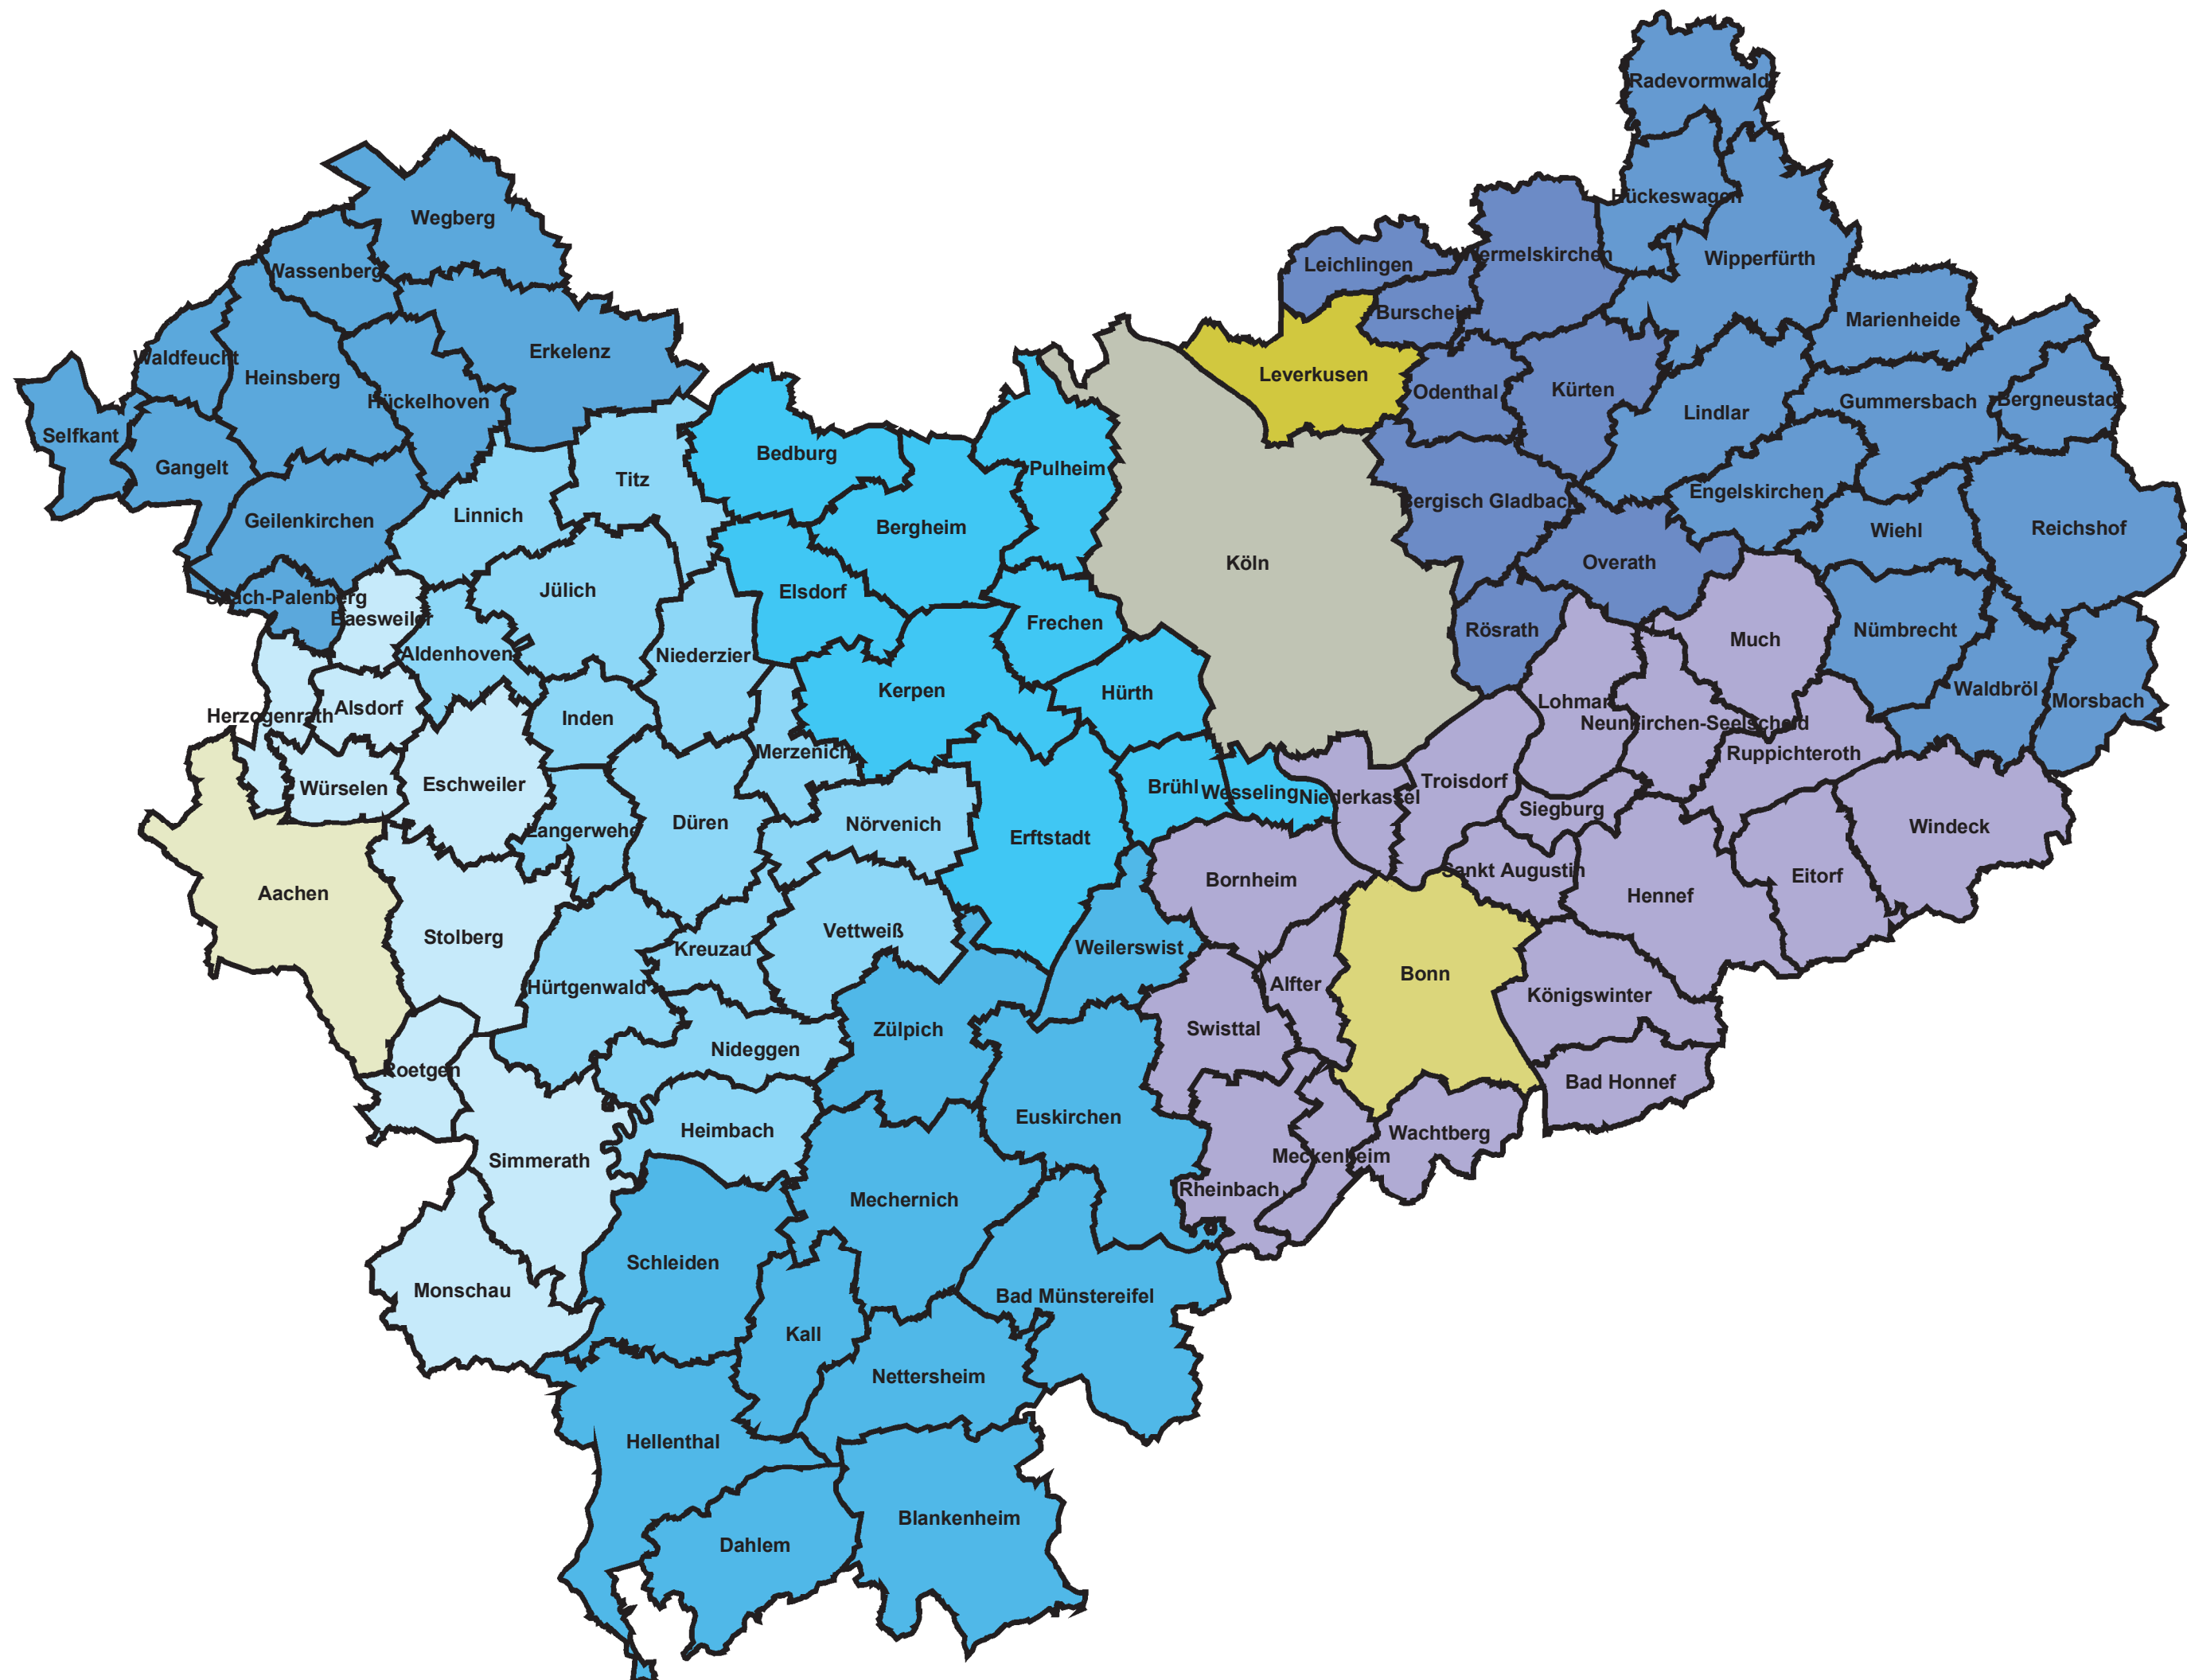 Radevormwald
Hückeswagen
Wegberg
Wermelskirchen
Wipperfürth
Leichlingen
Wassenberg
Burscheid
Marienheide
Erkelenz
Waldfeucht
Heinsberg
Leverkusen
Hückelhoven
Odenthal
Kürten
Lindlar
Gummersbach
Bergneustadt
Selfkant
Gangelt
Bedburg
Pulheim
Titz
Linnich
Geilenkirchen
Bergheim
Bergisch Gladbach
Engelskirchen
Wiehl
Reichshof
Köln
Overath
Jülich
Elsdorf
Übach-Palenberg
Baesweiler
Frechen
Rösrath
Nümbrecht
Much
Aldenhoven
Niederzier
Kerpen
Hürth
Waldbröl
Morsbach
Lohmar
Herzogenrath
Alsdorf
Inden
Neunkirchen-Seelscheid
Merzenich
Ruppichteroth
Würselen
Eschweiler
Brühl
Wesseling
Niederkassel
Troisdorf
Siegburg
Langerwehe
Düren
Nörvenich
Erftstadt
Windeck
Aachen
Bornheim
Sankt Augustin
Hennef
Eitorf
Stolberg
Kreuzau
Vettweiß
Weilerswist
Hürtgenwald
Alfter
Bonn
Königswinter
Zülpich
Swisttal
Nideggen
Roetgen
Bad Honnef
Euskirchen
Heimbach
Wachtberg
Simmerath
Meckenheim
Rheinbach
Mechernich
Schleiden
Monschau
Bad Münstereifel
Kall
Nettersheim
Hellenthal
Blankenheim
Dahlem